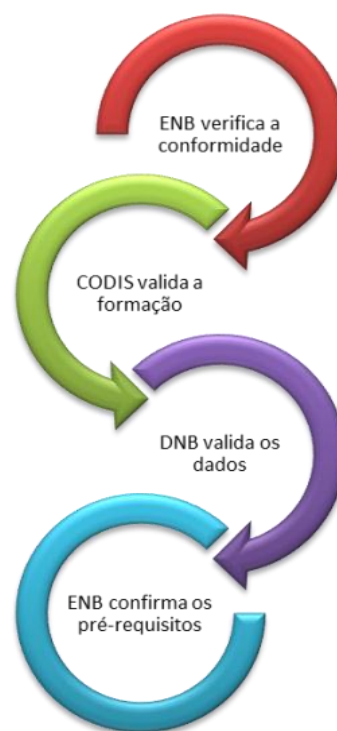 ENB verifica a
conformidade
CODIS valida a
formação
DNB valida os
dados
ENB confirma os
pré-requisitos